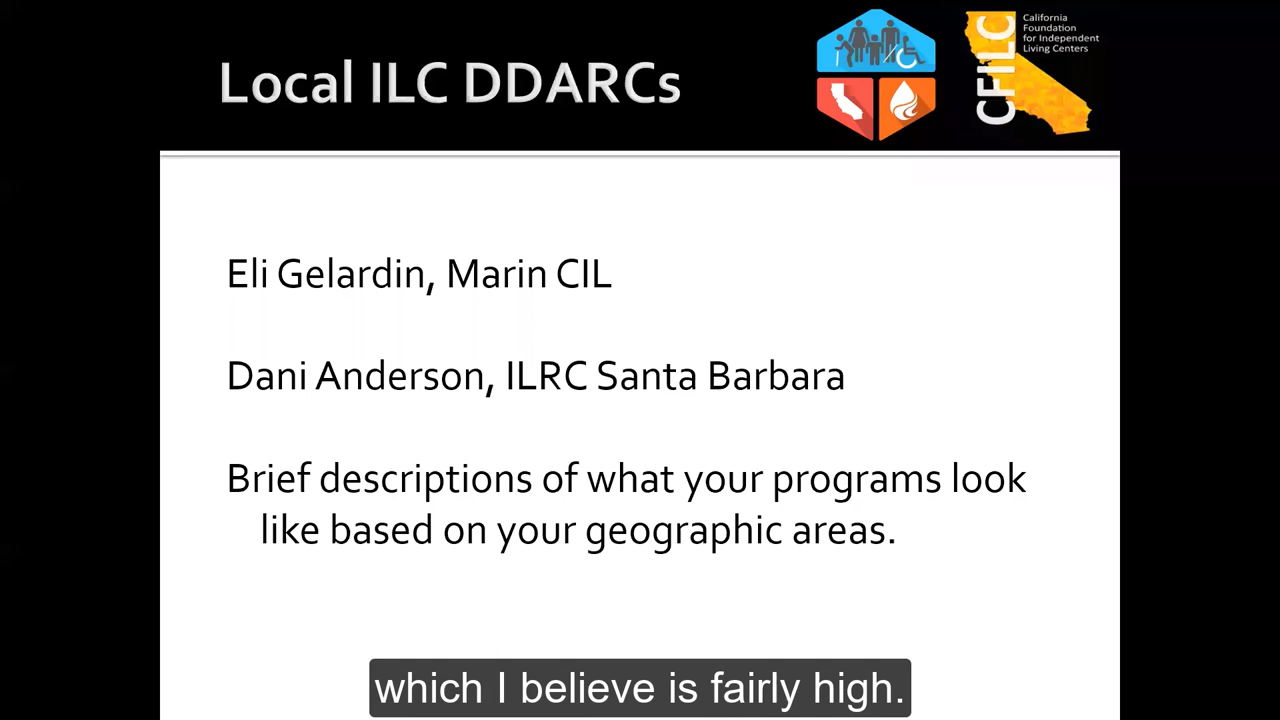 Local ILC DDARCs
CFILC
California
Foundation
for Independent
Living Centers
Eli Gelardin, Marin CIL
Dani Anderson, ILRC Santa Barbara
Brief descriptions of what your programs look
like based on your geographic areas.
which I believe is fairly high.